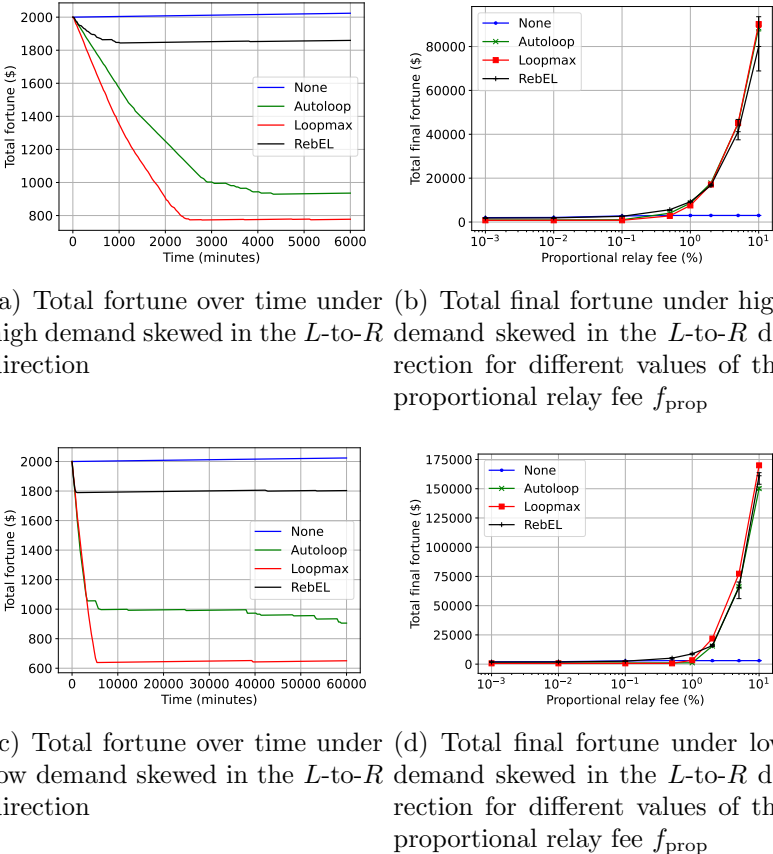 2000
1800
1600
1400
1200
1000
800
Total fortune ($)
None
Autoloop
Loopmax
RebEL
0 1000 2000 3000 4000 5000 6000
Time (minutes)
80000
60000
40000
20000
0
Total final fortune ($)
None
Autoloop
Loopmax
RebEL
10⁻³ 10⁻² 10⁻¹ 10⁰ 10¹
Proportional relay fee (%)
a) Total fortune over time under
igh demand skewed in the L-to-R
irection
(b) Total final fortune under hig
demand skewed in the L-to-R d
rection for different values of th
proportional relay fee f_prop
2000
1800
1600
1400
1200
1000
800
600
Total fortune ($)
None
Autoloop
Loopmax
RebEL
0 10000 20000 30000 40000 50000 60000
Time (minutes)
175000
150000
125000
100000
75000
50000
25000
0
Total final fortune ($)
None
Autoloop
Loopmax
RebEL
10⁻³ 10⁻² 10⁻¹ 10⁰ 10¹
Proportional relay fee (%)
c) Total fortune over time under
ow demand skewed in the L-to-R
irection
(d) Total final fortune under low
demand skewed in the L-to-R d
rection for different values of th
proportional relay fee f_prop